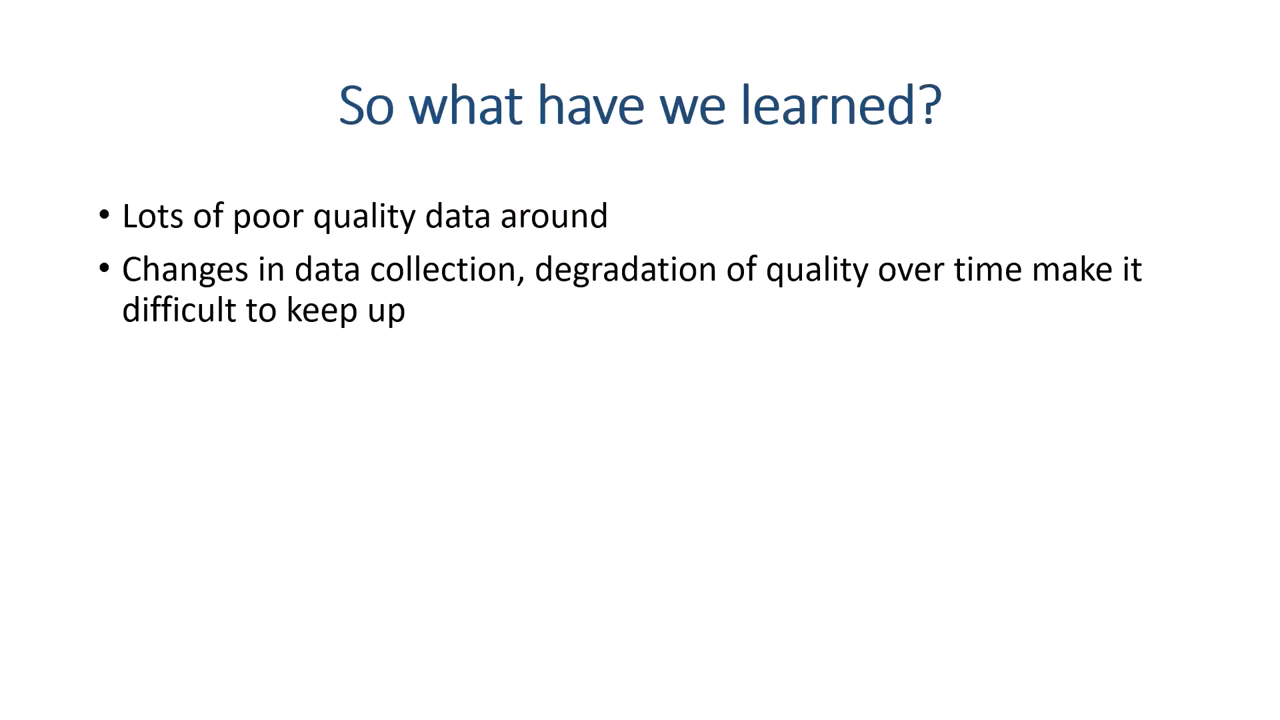 So what have we learned?
• Lots of poor quality data around
• Changes in data collection, degradation of quality over time make it
difficult to keep up